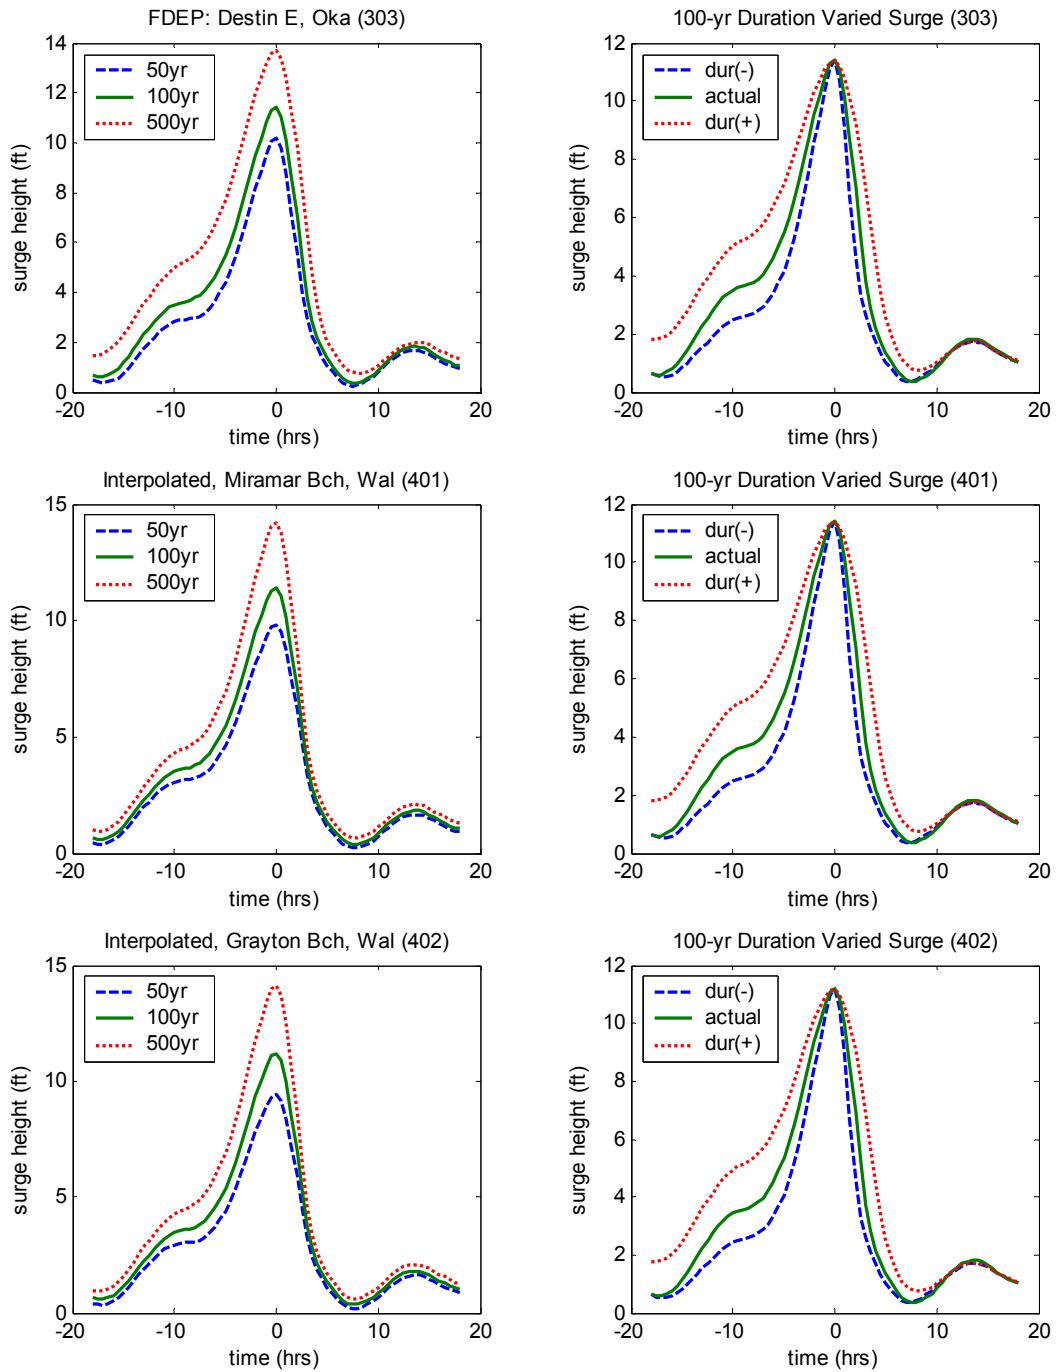 FDEP: Destin E, Oka (303)
14
12
10
8
6
4
2
0
-20
-10
0
10
20
50yr
100yr
500yr
surge height (ft)
time (hrs)
100-yr Duration Varied Surge (303)
12
10
8
6
4
2
0
-20
-10
0
10
20
dur(-)
actual
dur(+)
surge height (ft)
time (hrs)
Interpolated, Miramar Bch, Wal (401)
15
10
5
0
-20
-10
0
10
20
50yr
100yr
500yr
surge height (ft)
time (hrs)
100-yr Duration Varied Surge (401)
12
10
8
6
4
2
0
-20
-10
0
10
20
dur(-)
actual
dur(+)
surge height (ft)
time (hrs)
Interpolated, Grayton Bch, Wal (402)
15
10
5
0
-20
-10
0
10
20
50yr
100yr
500yr
surge height (ft)
time (hrs)
100-yr Duration Varied Surge (402)
12
10
8
6
4
2
0
-20
-10
0
10
20
dur(-)
actual
dur(+)
surge height (ft)
time (hrs)